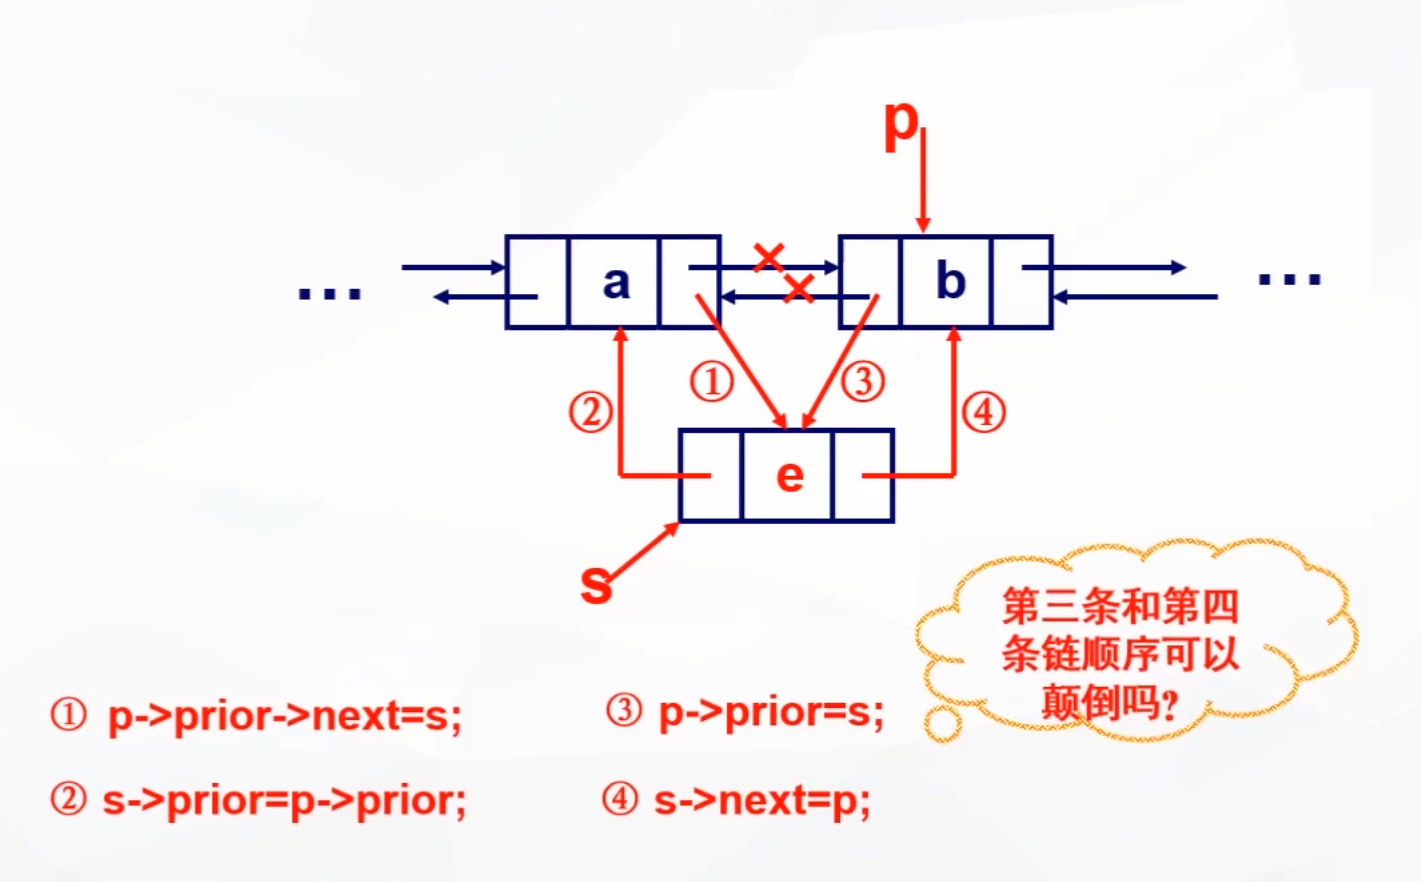 p
… a b …
① ③
② ④
e
s
第三条和第四
条链顺序可以
颠倒吗?
① p->prior->next=s; ③ p->prior=s;
② s->prior=p->prior; ④ s->next=p;